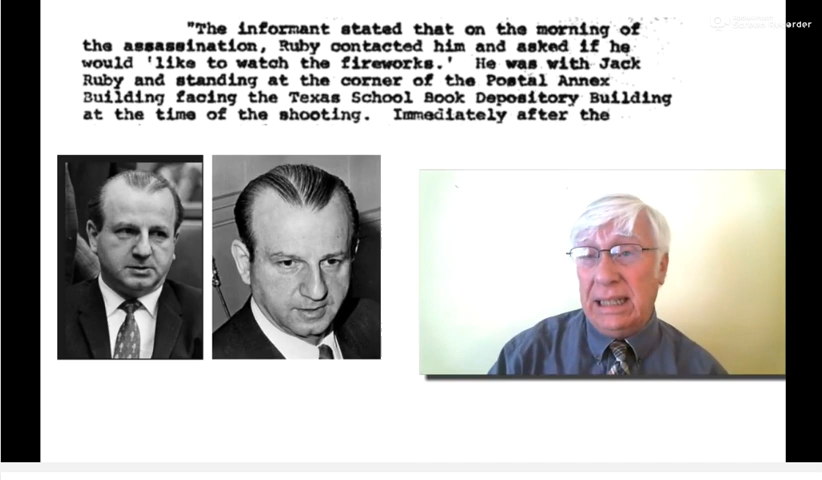 "The informant stated that on the morning of
the assassination, Ruby contacted him and asked if he
would 'like to watch the fireworks.' He was with Jack
Ruby and standing at the corner of the Postal Annex
Building facing the Texas School Book Depository Building
at the time of the shooting. Immediately after the